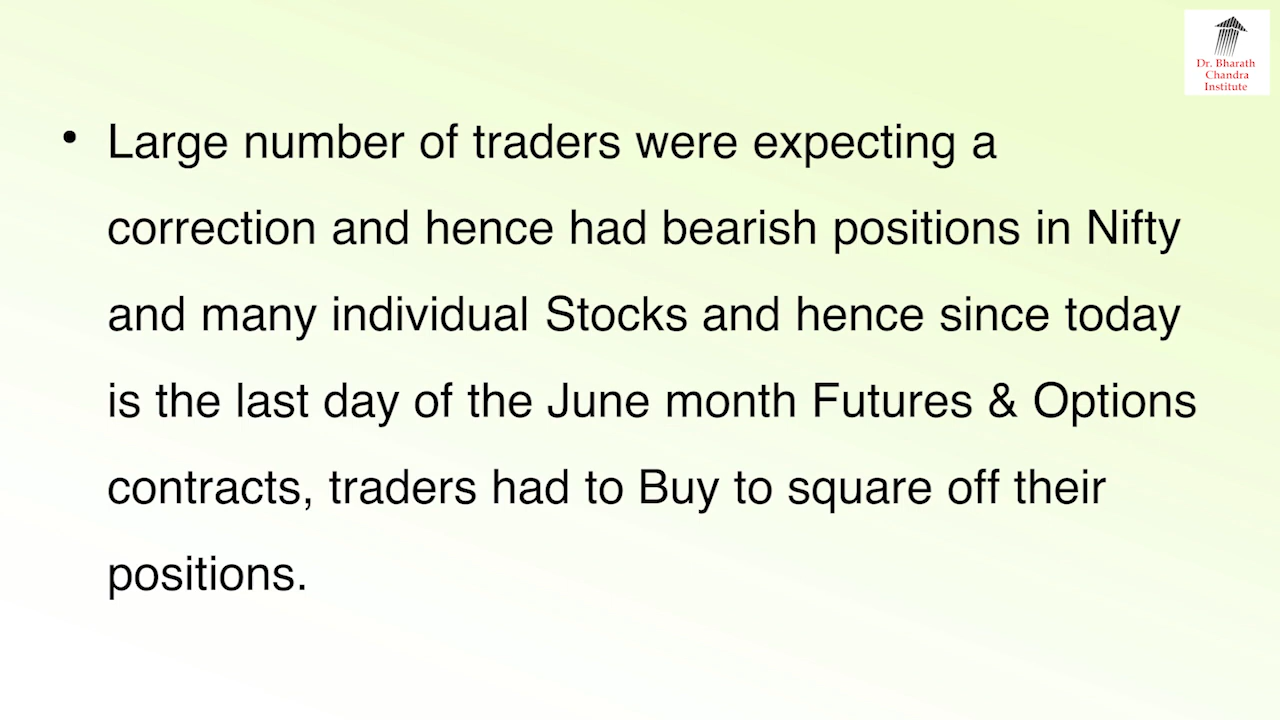 Dr. Bharath
Chandra
Institute
• Large number of traders were expecting a
correction and hence had bearish positions in Nifty
and many individual Stocks and hence since today
is the last day of the June month Futures & Options
contracts, traders had to Buy to square off their
positions.